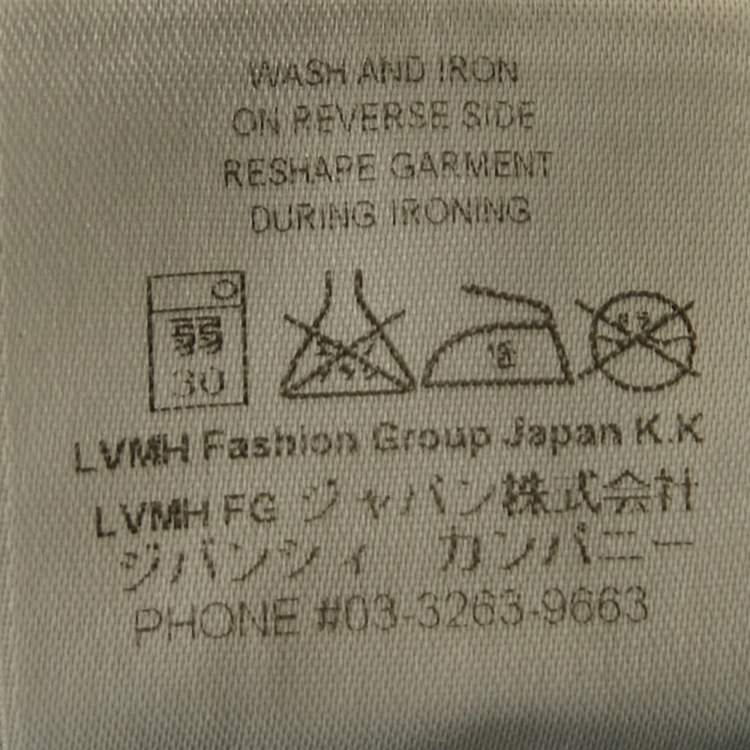 WASH AND IRON
ON REVERSE SIDE
RESHAPE GARMENT
DURING IRONING
弱
30
LVMH Fashion Group Japan K.K
LVMH FG ジャパン株式会社
ジバンシィ カンパニー
PHONE #03-3263-9663